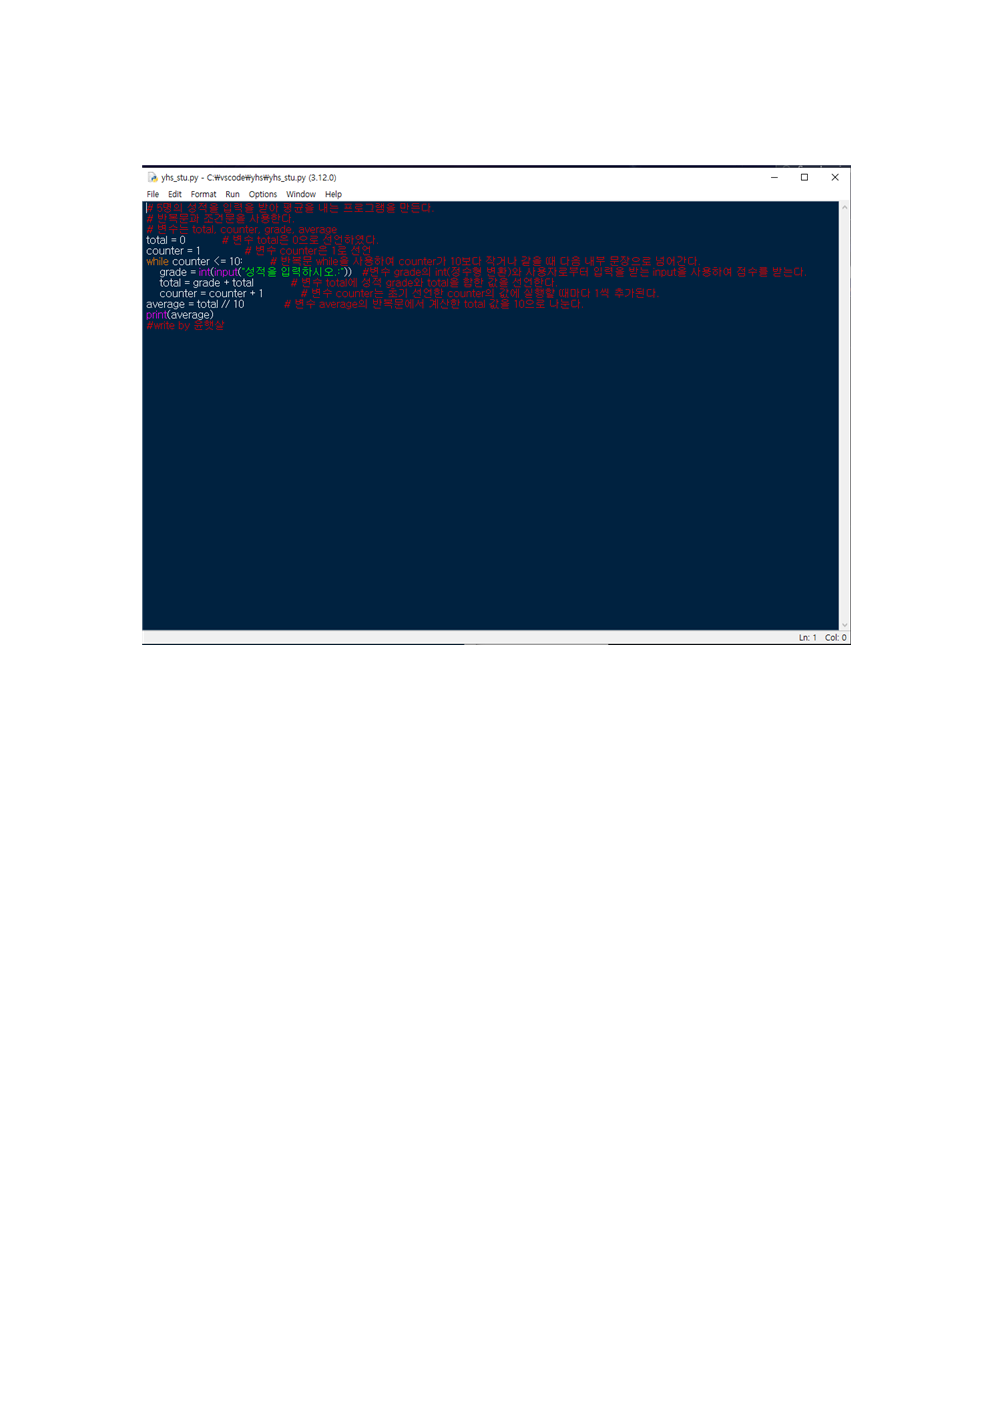 yhs_stu.py - C:₩vscode₩yhs₩yhs_stu.py (3.12.0)
File Edit Format Run Options Window Help
# 5명의 성적을 입력을 받아 평균을 내는 프로그램을 만든다.
# 반복문과 조건문을 사용한다.
# 변수는 total, counter, grade, average
total = 0 # 변수 total은 0으로 선언하였다.
counter = 1 # 변수 counter은 1로 선언
while counter <= 10: # 반복문 while을 사용하여 counter가 10보다 작거나 같을 때 다음 내부 문장으로 넘어간다.
grade = int(input("성적을 입력하시오.:")) #변수 grade의 int(정수형 변환)와 사용자로부터 입력을 받는 input을 사용하여 점수를 받는다.
total = grade + total # 변수 total에 성적 grade와 total을 합한 값을 선언한다.
counter = counter + 1 # 변수 counter는 초기 선언한 counter의 값에 실행할 때마다 1씩 추가된다.
average = total // 10 # 변수 average의 반복문에서 계산한 total 값을 10으로 나눈다.
print(average)
#write by 윤햇살
Ln: 1 Col: 0